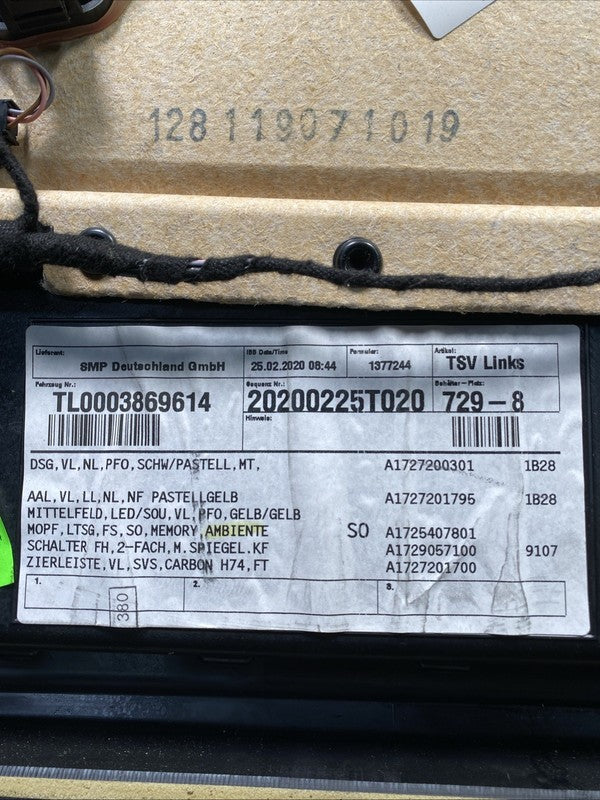 128119071019
Lieferant: ISB Date/Time Formular: Artikel:
SMP Deutschland GmbH 25.02.2020 08:44 1377244 TSV Links
Fahrzeug Nr.: Sequenz Nr.: Behälter - Platz:
TL0003869614 20200225T020 729-8
Hinweis:
DSG,VL,NL,PFO,SCHW/PASTELL,MT, A1727200301 1B28
AAL,VL,LL,NL,NF PASTELLGELB A1727201795 1B28
MITTELFELD,LED/SOU,VL,PFO,GELB/GELB
MOPF,LTSG,FS,SO,MEMORY,AMBIENTE SO A1725407801
SCHALTER FH,2-FACH,M.SPIEGEL.KF A1729057100 9107
ZIERLEISTE,VL,SVS,CARBON H74,FT A1727201700
1. 2. 3.
380